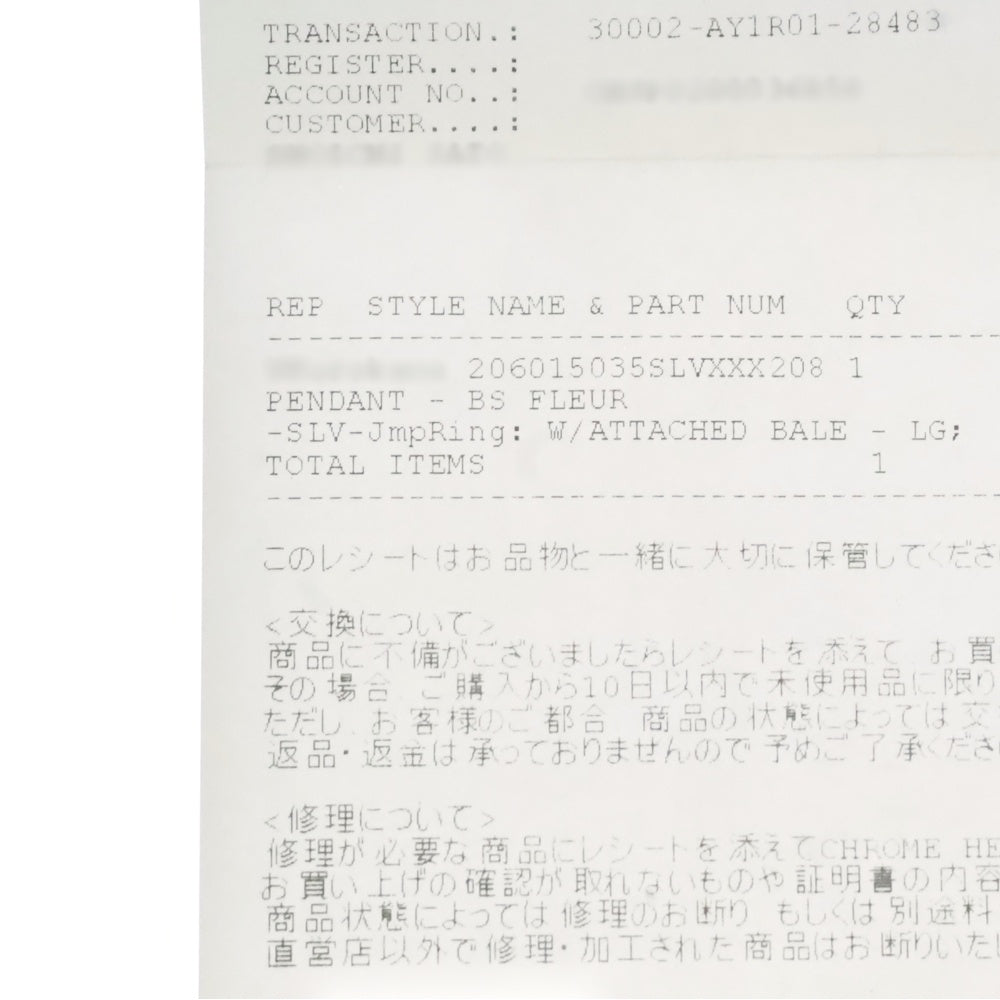 TRANSACTION.: 30002-AY1R01-28483
REGISTER....:
ACCOUNT NO..:
CUSTOMER....:
REP STYLE NAME & PART NUM QTY
206015035SLVXXX208 1
PENDANT - BS FLEUR
-SLV-JmpRing: W/ATTACHED BALE - LG;
TOTAL ITEMS 1
このレシートはお品物と一緒に大切に保管してくださ
<交換について>
商品に不備がございましたらレシートを添えて、お買
その場合、ご購入から10日以内で未使用品に限り
ただし、お客様のご都合、商品の状態によっては交
返品・返金は承っておりませんので予めご了承くださ
<修理について>
修理が必要な商品にレシートを添えてCHROME HE
お買い上げの確認が取れないものや証明書の内容
商品状態によっては修理のお断り、もしくは別途料
直営店以外で修理・加工された商品はお断りいた